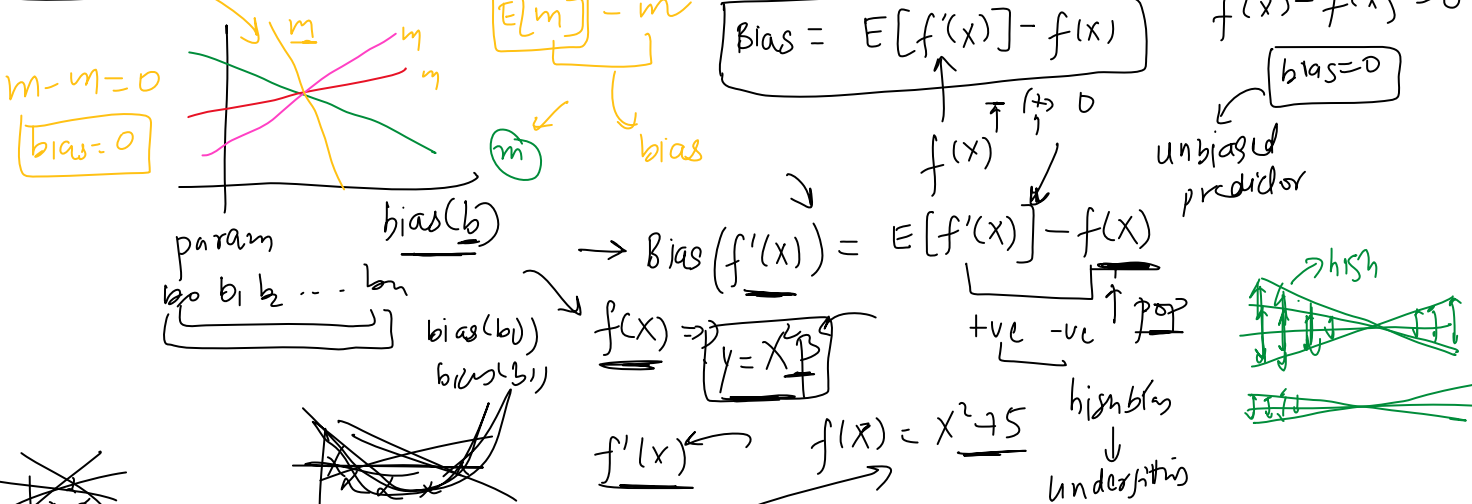 E[m'] - m
m
m
m
m - m = 0
bias = 0
m
bias
Bias = E[f'(x)] - f(x)
bias = 0
f(x)
0
unbiased
predictor
param
bias(b)
b0 b1 b2 ... bn
bias(b0)
bias(b1)
→ Bias(f'(x)) = E[f'(x)] - f(x)
+ve -ve
pop
high
f(x) ⇒ y = x²β
high bias
underfitting
f'(x)
f(x) = x² + 5